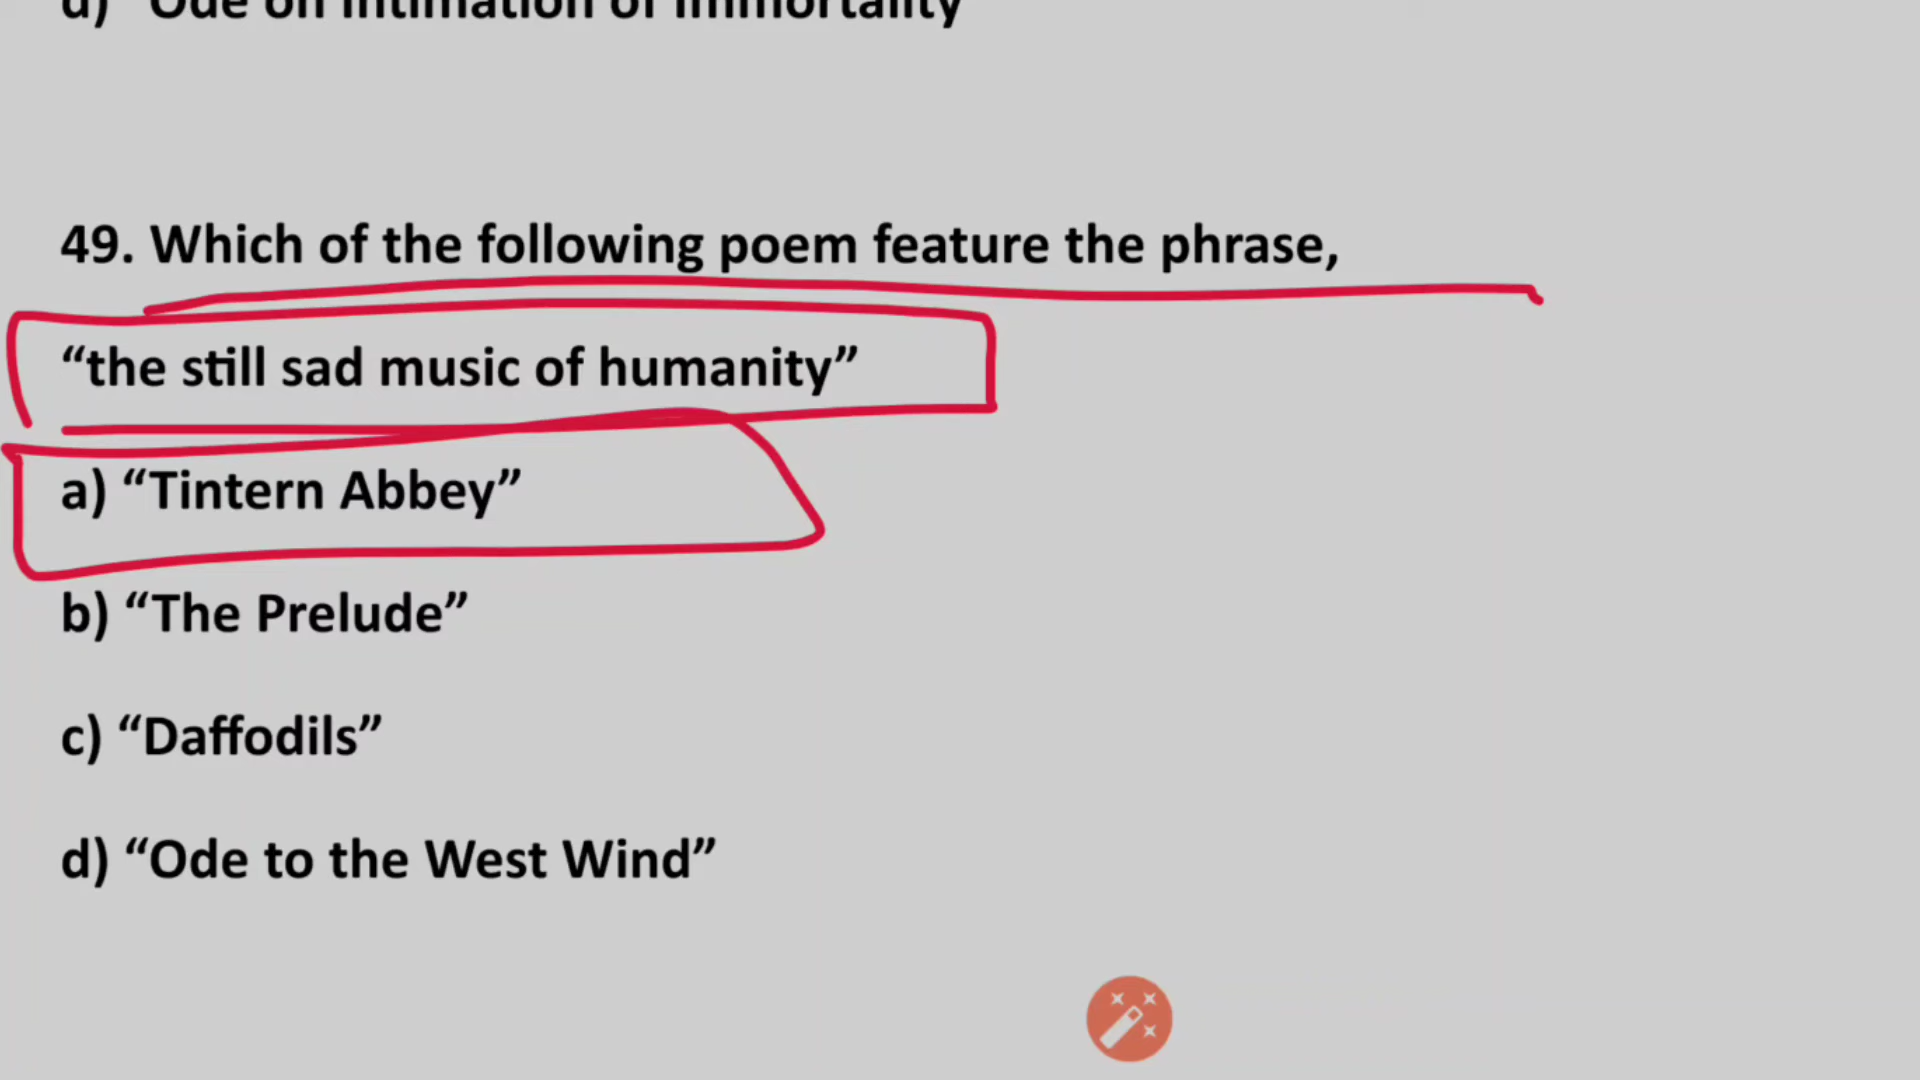 d) “Ode on Intimation of Immortality”
49. Which of the following poem feature the phrase,
“the still sad music of humanity”
a) “Tintern Abbey”
b) “The Prelude”
c) “Daffodils”
d) “Ode to the West Wind”